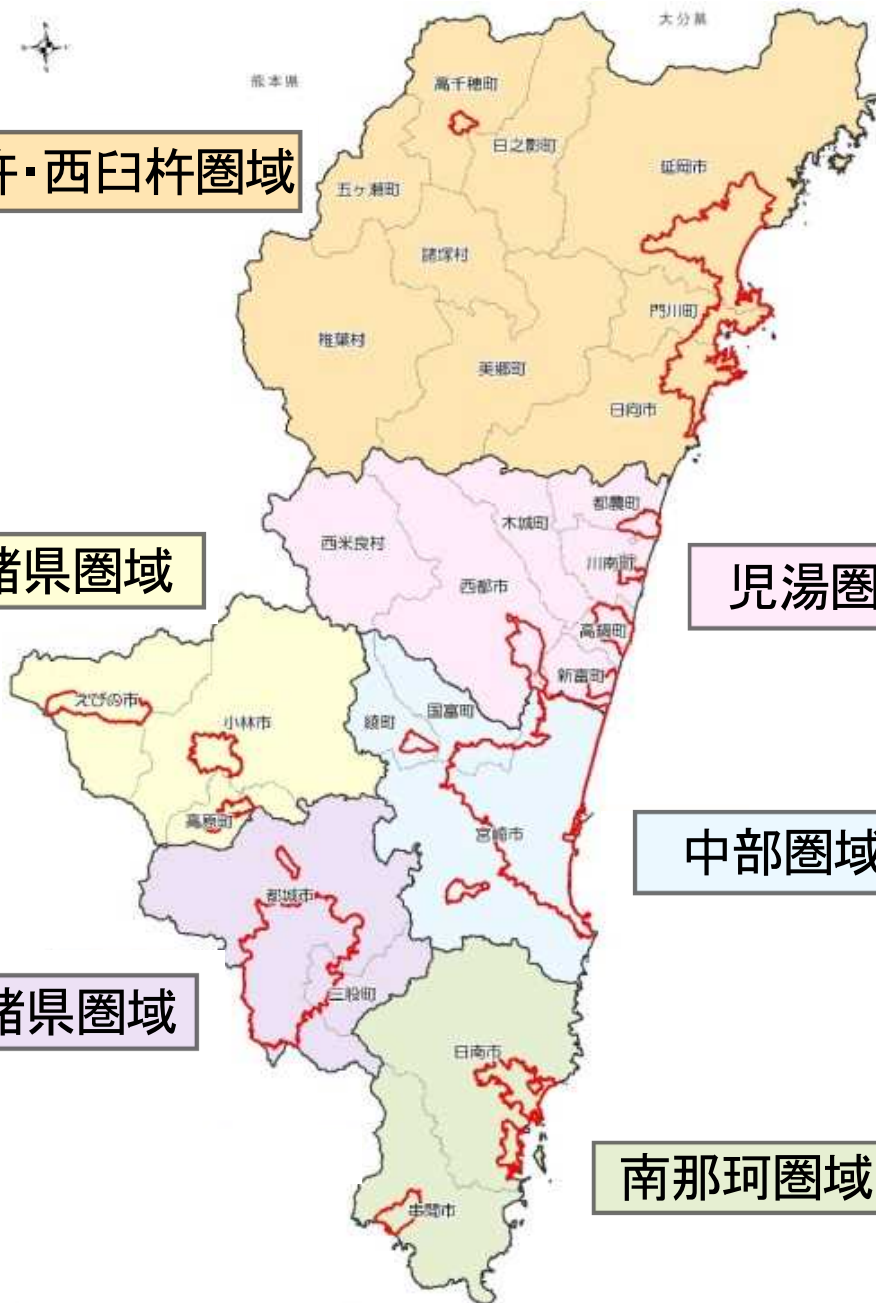 大分県
熊本県
高千穂町
日之影町
・西臼杵圏域
延岡市
五ヶ瀬町
諸塚村
門川町
椎葉村
美郷町
日向市
都農町
木城町
西米良村
川南町
諸県圏域
西都市
児湯圏
高鍋町
新富町
えびの市
国富町
綾町
小林市
高原町
宮崎市
中部圏域
都城市
三股町
諸県圏域
日南市
南那珂圏域
串間市